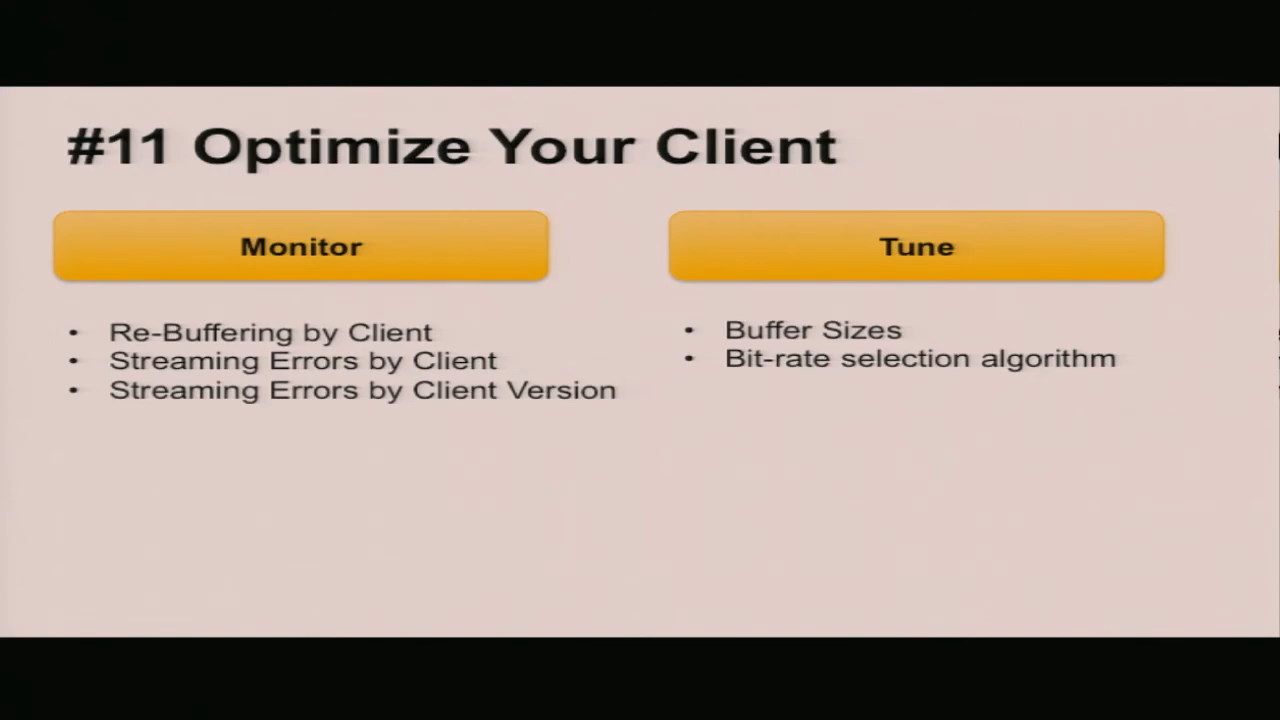 #11 Optimize Your Client
Monitor
• Re-Buffering by Client
• Streaming Errors by Client
• Streaming Errors by Client Version
Tune
• Buffer Sizes
• Bit-rate selection algorithm